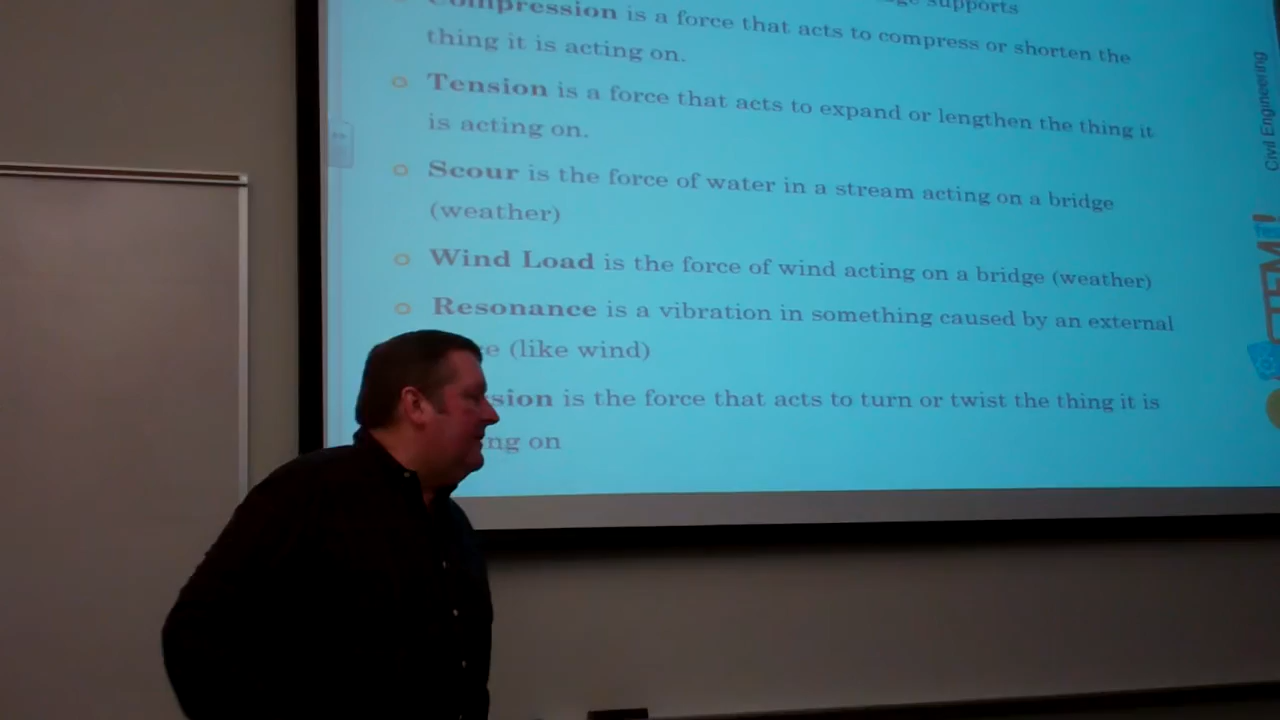 supports
Compression is a force that acts to compress or shorten the
thing it is acting on.
Tension is a force that acts to expand or lengthen the thing it
is acting on.
Scour is the force of water in a stream acting on a bridge
(weather)
Wind Load is the force of wind acting on a bridge (weather)
Resonance is a vibration in something caused by an external
e (like wind)
sion is the force that acts to turn or twist the thing it is
ng on
Civil Engineering
STEM